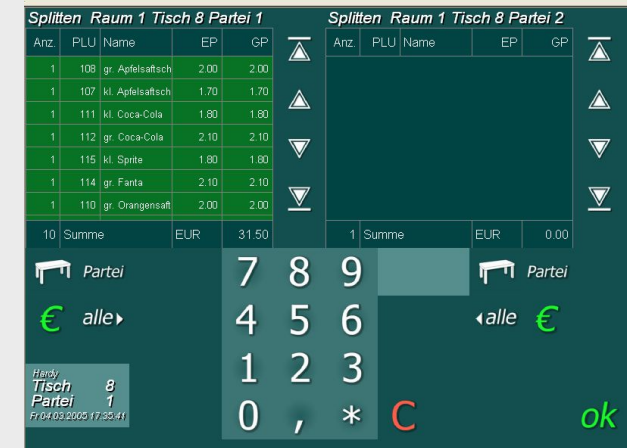 Splitten Raum 1 Tisch 8 Partei 1
Anz. PLU Name EP GP
1 108 gr. Apfelsaftsch 2.00 2.00
1 107 kl. Apfelsaftsch 1.70 1.70
1 111 kl. Coca-Cola 1.80 1.80
1 112 gr. Coca-Cola 2.10 2.10
1 115 kl. Sprite 1.80 1.80
1 114 gr. Fanta 2.10 2.10
1 110 gr. Orangensaft 2.00 2.00
10 Summe EUR 31.50
Splitten Raum 1 Tisch 8 Partei 2
Anz. PLU Name EP GP
1 Summe EUR 0.00
Partei
7 8 9
Partei
€ alle
4 5 6
alle €
1 2 3
Hardy
Tisch 8
Partei 1
Fr.04.03.2005 17:35:41
0 , * C
ok